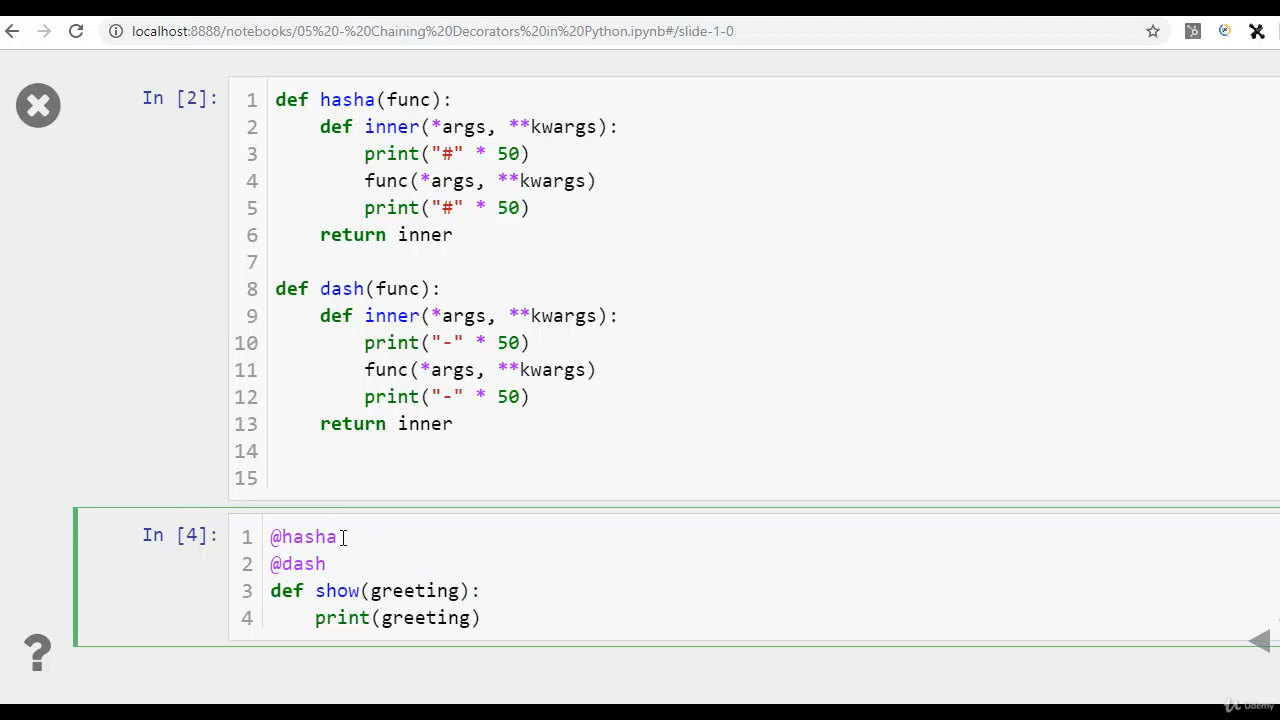 localhost:8888/notebooks/05%20-%20Chaining%20Decorators%20in%20Python.ipynb#/slide-1-0
In [2]:
1 def hasha(func):
2     def inner(*args, **kwargs):
3         print("#" * 50)
4         func(*args, **kwargs)
5         print("#" * 50)
6     return inner
7
8 def dash(func):
9     def inner(*args, **kwargs):
10         print("-" * 50)
11         func(*args, **kwargs)
12         print("-" * 50)
13     return inner
14
15
In [4]:
1 @hasha
2 @dash
3 def show(greeting):
4     print(greeting)
?
Udemy